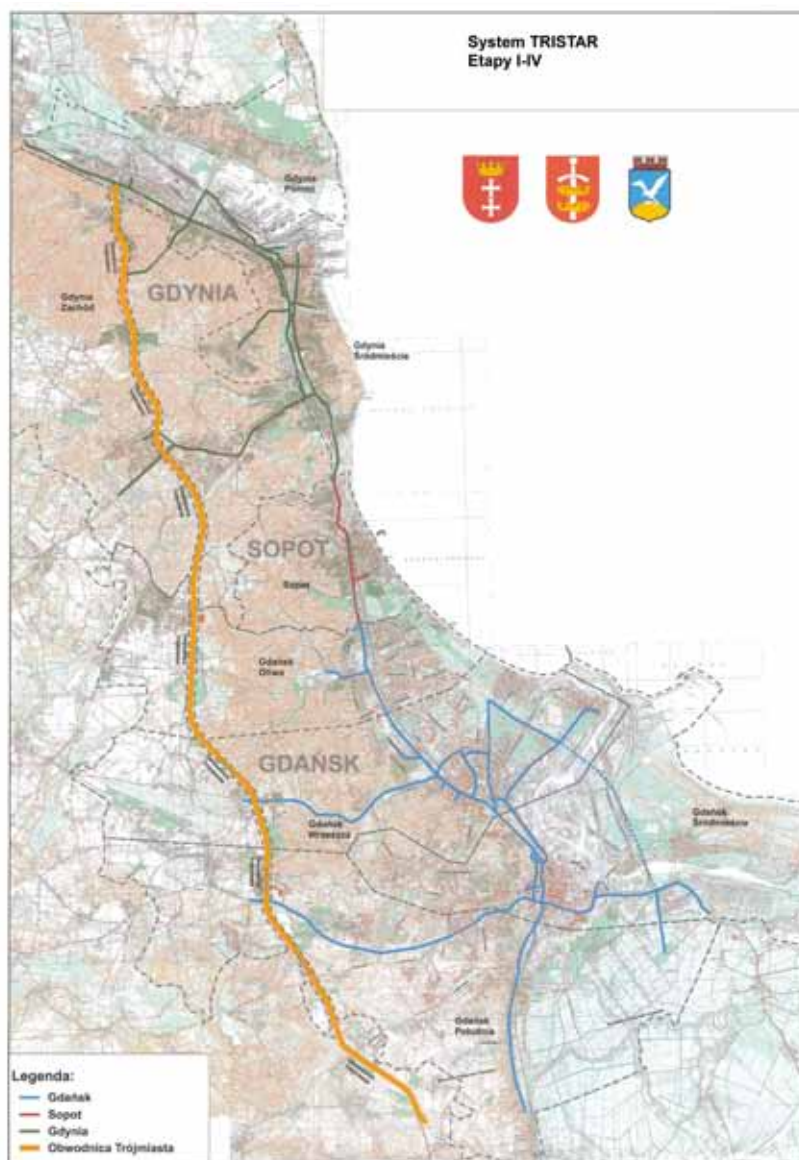 System TRISTAR
Etapy I-IV
Gdynia
Północ
GDYNIA
Gdynia
Zachód
Gdynia
Śródmieście
SOPOT
Sopot
Gdańsk
Oliwa
GDAŃSK
Gdańsk
Wrzeszcz
Gdańsk
Śródmieście
Gdańsk
Południe
Legenda:
Gdańsk
Sopot
Gdynia
Obwodnica Trójmiasta